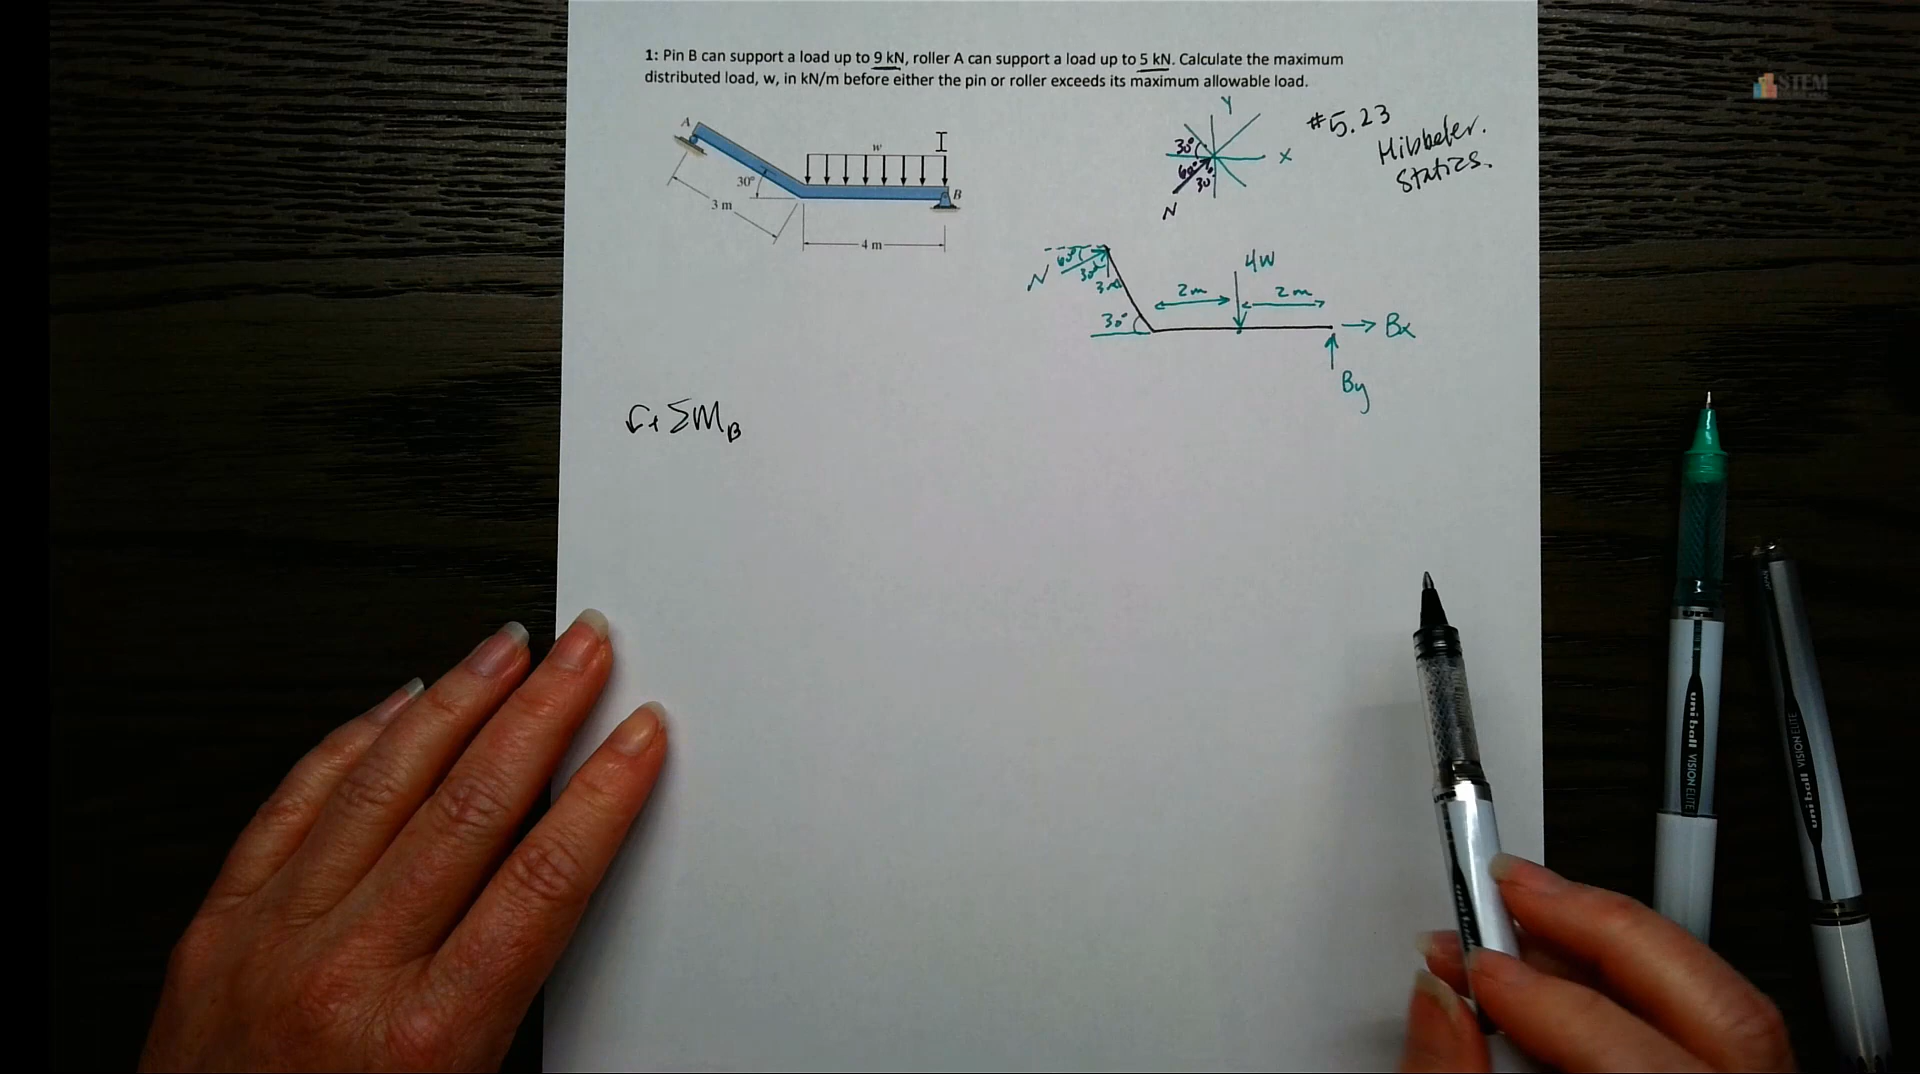 1: Pin B can support a load up to 9 kN, roller A can support a load up to 5 kN. Calculate the maximum
distributed load, w, in kN/m before either the pin or roller exceeds its maximum allowable load.
STEM
A
w
30°
B
3 m
4 m
Y
X
30°
60°
30°
N
#5.23
Hibbeler.
Statics.
60°
30°
3m
N
30°
2m
4W
2m
Bx
By
+ ΣM_B
uni-ball VISION ELITE
uni-ball VISION ELITE